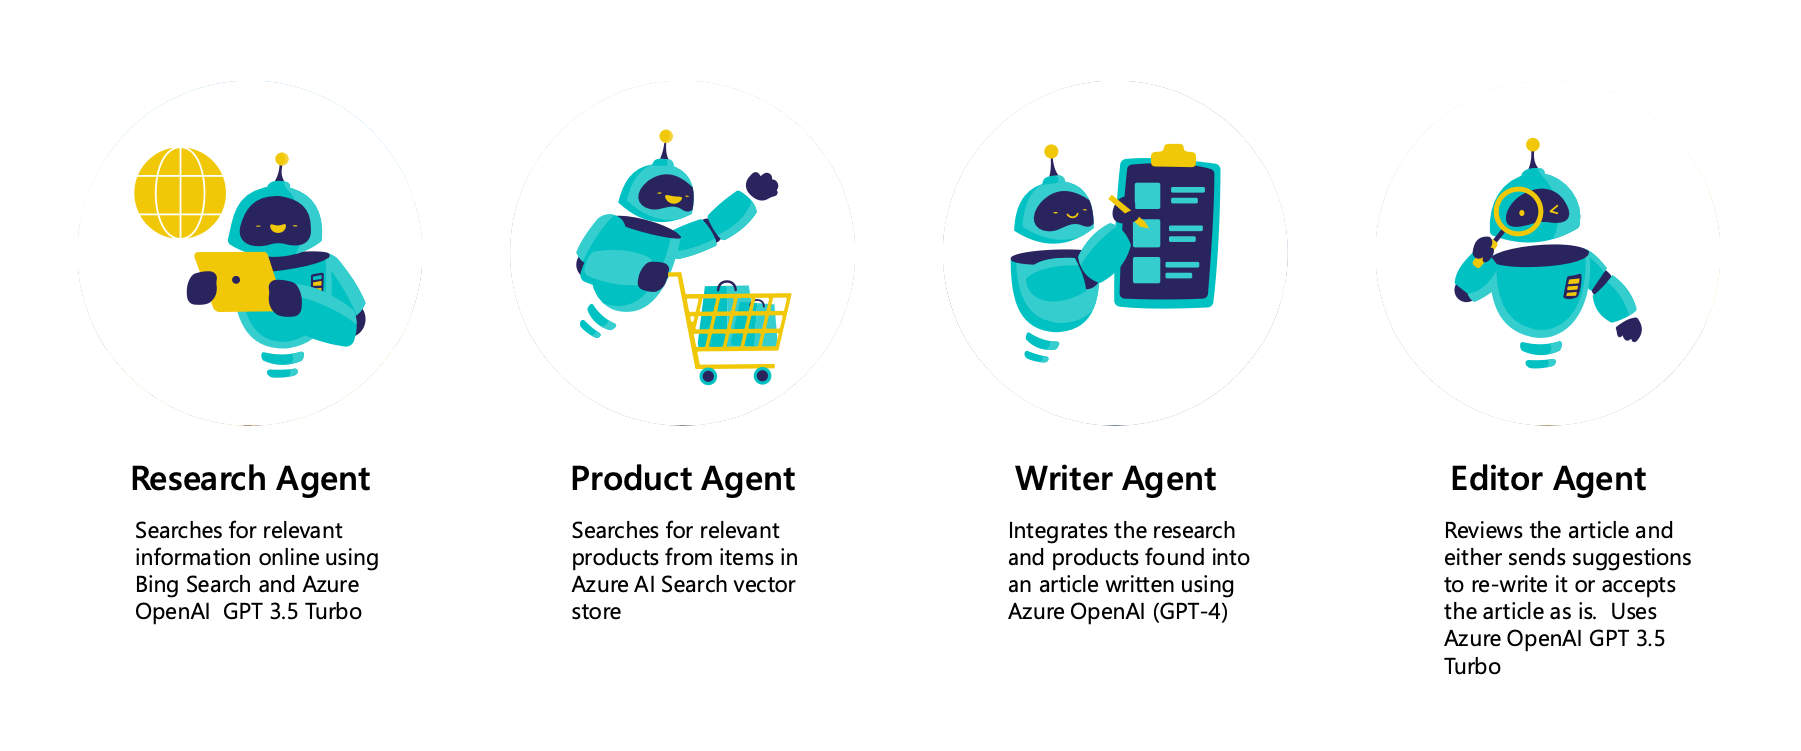 Research Agent
Searches for relevant
information online using
Bing Search and Azure
OpenAI  GPT 3.5 Turbo
Product Agent
Searches for relevant
products from items in
Azure AI Search vector
store
Writer Agent
Integrates the research
and products found into
an article written using
Azure OpenAI (GPT-4)
Editor Agent
Reviews the article and
either sends suggestions
to re-write it or accepts
the article as is.  Uses
Azure OpenAI GPT 3.5
Turbo